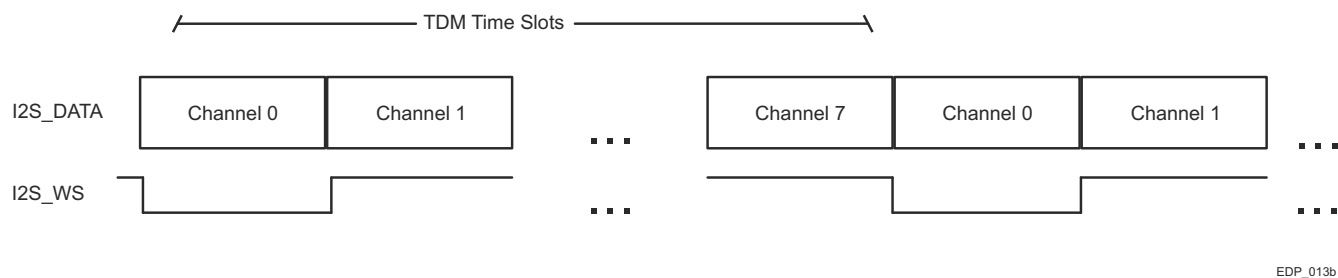 TDM Time Slots
I2S_DATA Channel 0 Channel 1 ... Channel 7 Channel 0 Channel 1 ...
I2S_WS ... ...
EDP_013b